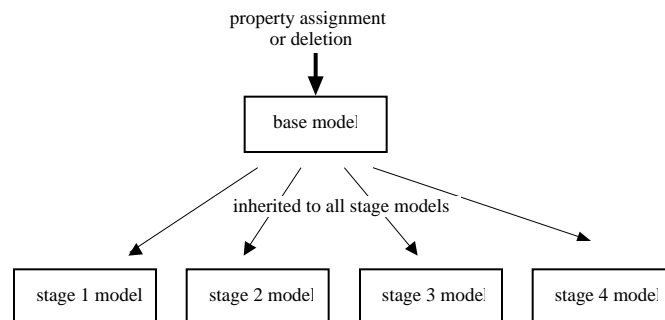 property assignment
or deletion
base model
inherited to all stage models
stage 1 model
stage 2 model
stage 3 model
stage 4 model